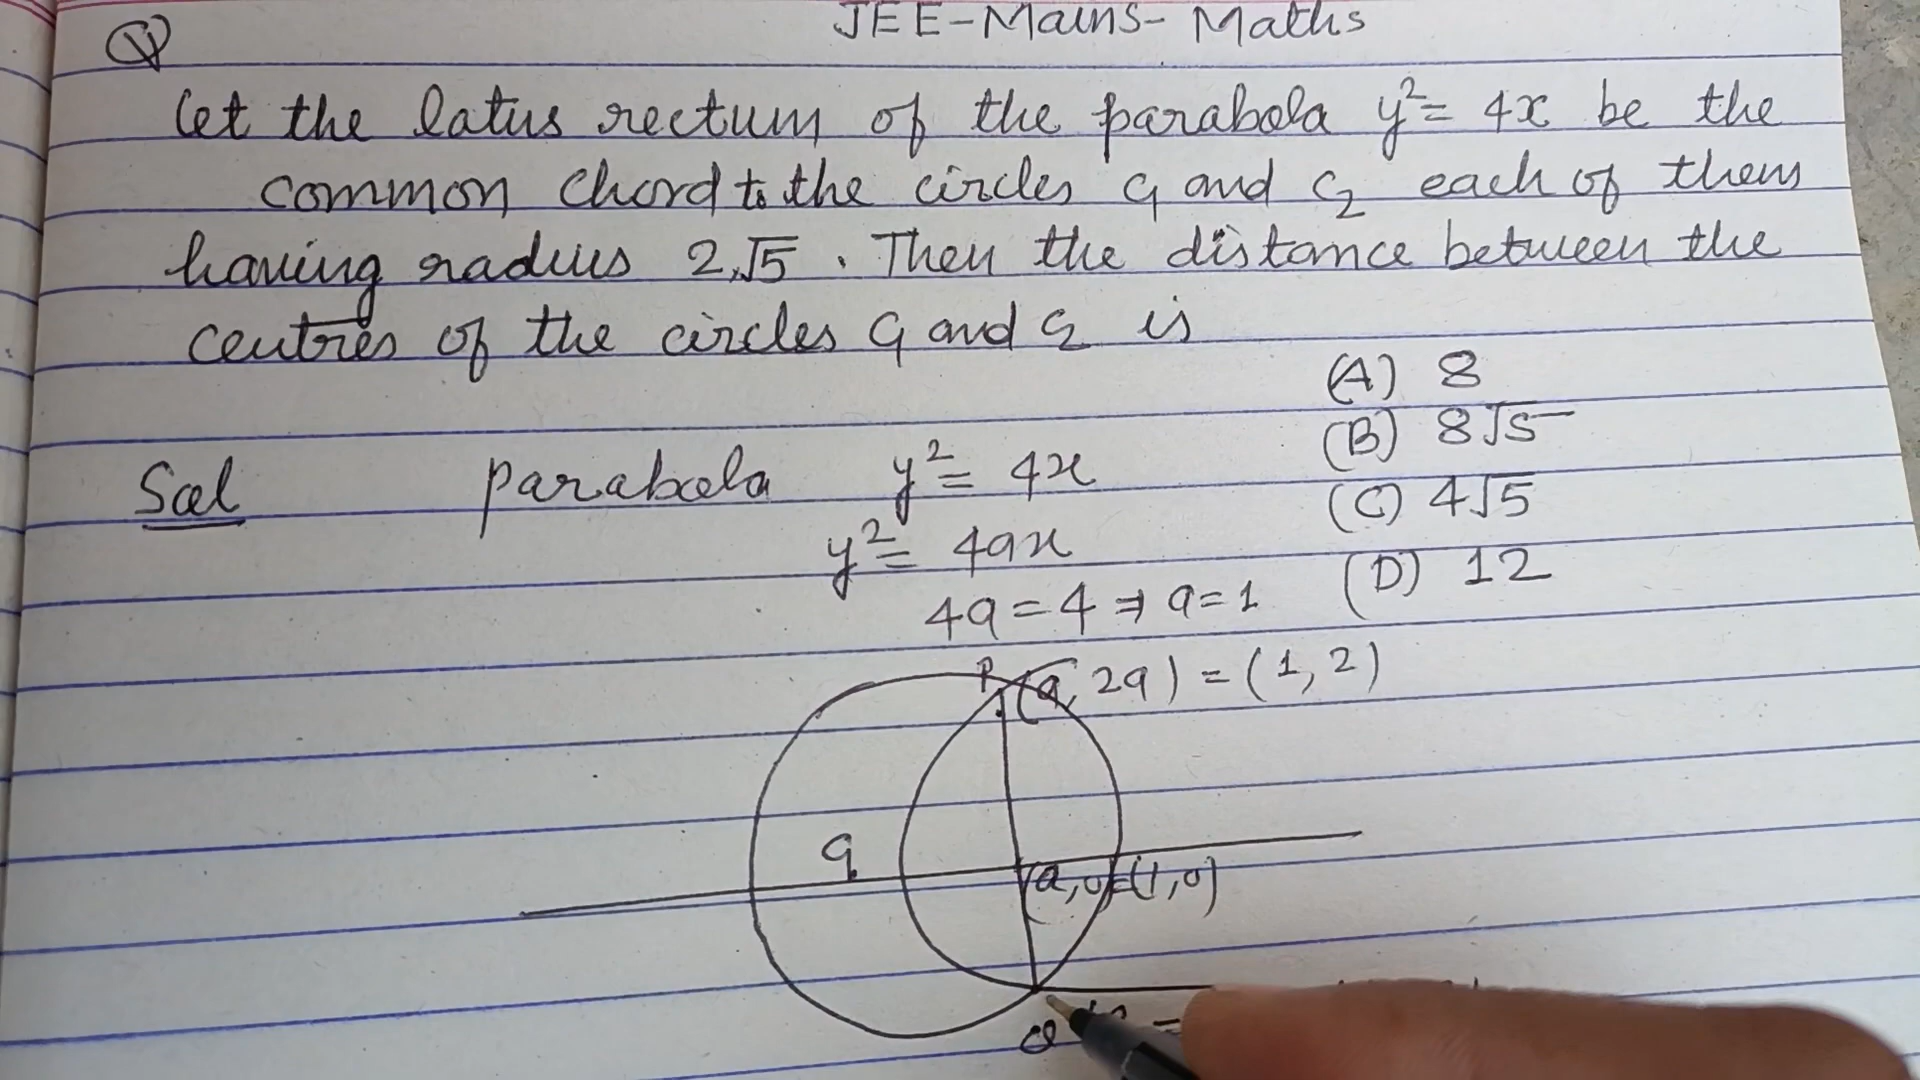 JEE-Mains-Maths
Q
Let the latus rectum of the parabola y²= 4x be the
common chord to the circles C₁ and C₂ each of them
having radius 2√5. Then the distance between the
centres of the circles C₁ and C₂ is
(A) 8
(B) 8√5
(C) 4√5
(D) 12
Sol parabola y²= 4x
y²= 4ax
4a = 4 ⇒ a=1
P (a, 2a) = (1, 2)
C₁
(a,0)=(1,0)
Q